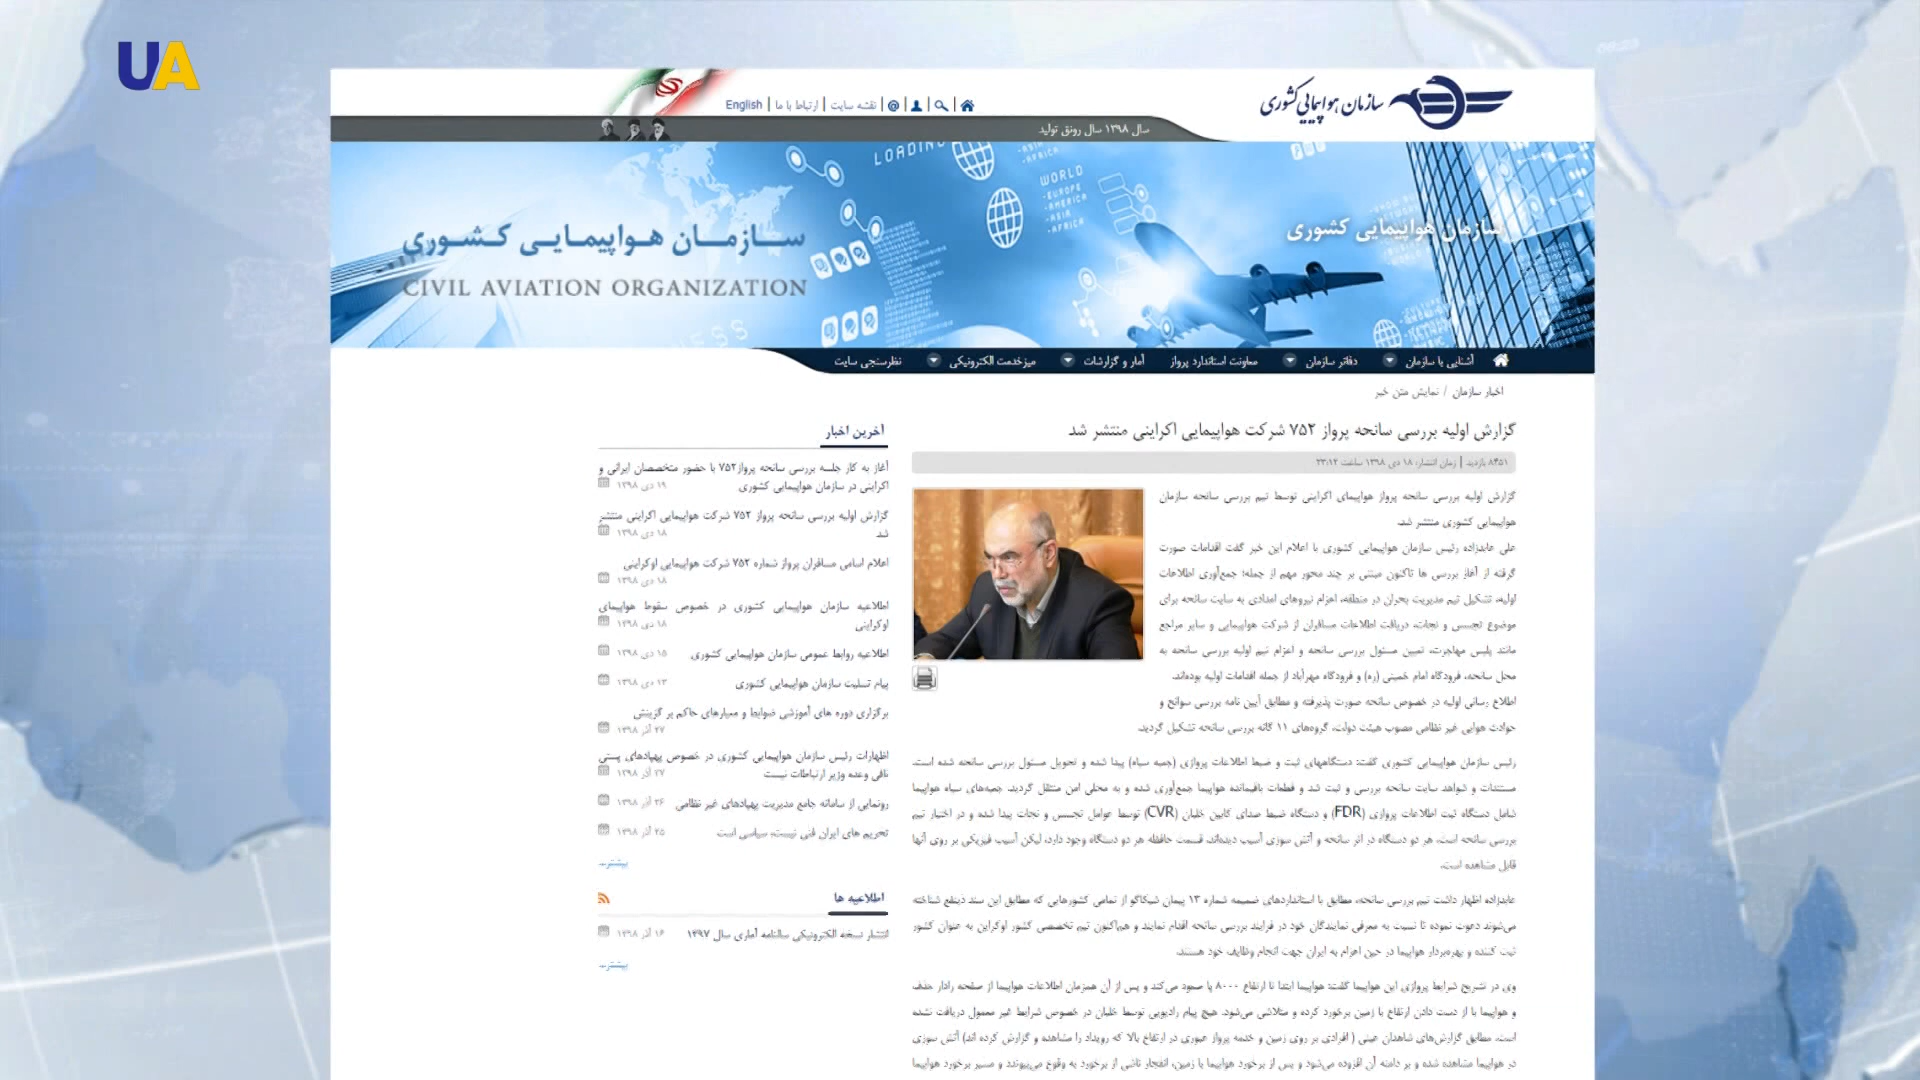 UA
English | ارتباط با ما | نقشه سایت
سازمان هواپیمایی کشوری
سال ۱۳۹۸ سال رونق تولید
LOADING
WORLD
-EUROPE
-AMERICA
-ASIA
-AFRICA
سازمان هواپیمایی کشوری
سازمان هواپیمایی کشوری
CIVIL AVIATION ORGANIZATION
آشنایی با سازمان دفاتر سازمان معاونت استاندارد پرواز آمار و گزارشات میزخدمت الکترونیکی نظرسنجی سایت
اخبار سازمان / نمایش متن خبر
گزارش اولیه بررسی سانحه پرواز ۷۵۲ شرکت هواپیمایی اکراینی منتشر شد
۸۴۵۱ بازدید | زمان انتشار: ۱۸ دی ۱۳۹۸ ساعت ۲۳:۱۴
گزارش اولیه بررسی سانحه پرواز هواپیمای اکراینی توسط تیم بررسی سانحه سازمان
هواپیمایی کشوری منتشر شد.
علی عابدزاده رئیس سازمان هواپیمایی کشوری با اعلام این خبر گفت اقدامات صورت
گرفته از آغاز بررسی ها تاکنون مبتنی بر چند محور مهم از جمله؛ جمع‌آوری اطلاعات
اولیه، تشکیل تیم مدیریت بحران در منطقه، اعزام نیروهای امدادی به سایت سانحه برای
موضوع تجسس و نجات، دریافت اطلاعات مسافران از شرکت هواپیمایی و سایر مراجع
مانند پلیس مهاجرت، تعیین مسئول بررسی سانحه و اعزام تیم اولیه بررسی سانحه به
محل سانحه، فرودگاه امام خمینی (ره) و فرودگاه مهرآباد از جمله اقدامات اولیه بوده‌اند.
اطلاع رسانی اولیه در خصوص سانحه صورت پذیرفته و مطابق آیین نامه بررسی سوانح و
حوادث هوایی غیر نظامی مصوب هیئت دولت، گروه‌های ۱۱ گانه بررسی سانحه تشکیل گردید.
رئیس سازمان هواپیمایی کشوری گفت: دستگاههای ثبت و ضبط اطلاعات پروازی (جعبه سیاه) پیدا شده و تحویل مسئول بررسی سانحه شده است.
مستندات و شواهد سایت سانحه بررسی و ثبت شد و قطعات باقیمانده هواپیما جمع‌آوری شده و به محلی امن منتقل گردید. جعبه‌های سیاه هواپیما
شامل دستگاه ثبت اطلاعات پروازی (FDR) و دستگاه ضبط صدای کابین خلبان (CVR) توسط عوامل تجسس و نجات پیدا شده و در اختیار تیم
بررسی سانحه است، هر دو دستگاه در اثر سانحه و آتش سوزی آسیب دیده‌اند، قسمت حافظه هر دو دستگاه وجود دارد، لیکن آسیب فیزیکی بر روی آنها
قابل مشاهده است.
عابدزاده اظهار داشت تیم بررسی سانحه، مطابق با استانداردهای ضمیمه شماره ۱۳ پیمان شیکاگو از تمامی کشورهایی که مطابق این سند ذینفع شناخته
می‌شوند دعوت نموده تا نسبت به معرفی نمایندگان خود در فرایند بررسی سانحه اقدام نمایند و هم‌اکنون تیم تخصصی کشور اوکراین به عنوان کشور
ثبت کننده و بهره‌بردار هواپیما در حین اعزام به ایران جهت انجام وظایف خود هستند.
وی در تشریح شرایط پروازی این هواپیما گفت: هواپیما ابتدا تا ارتفاع ۸۰۰۰ پا صعود می‌کند و پس از آن همزمان اطلاعات هواپیما از صفحه رادار حذف
و هواپیما با از دست دادن ارتفاع با زمین برخورد کرده و متلاشی می‌شود. هیچ پیام رادیویی توسط خلبان در خصوص شرایط غیر معمول دریافت نشده
است، مطابق گزارش‌های شاهدان عینی ( افرادی بر روی زمین و خدمه پرواز عبوری در ارتفاع بالا که رویداد را مشاهده و گزارش کرده اند) آتش سوزی
در هواپیما مشاهده شده و بر دامنه آن افزوده می‌شود و پس از برخورد هواپیما با زمین، انفجار ناشی از برخورد به وقوع می‌پیوندد و مسیر برخورد هواپیما
آخرین اخبار
آغاز به کار جلسه بررسی سانحه پرواز۷۵۲ با حضور متخصصان ایرانی و
اکراینی در سازمان هواپیمایی کشوری ۱۹ دی ۱۳۹۸
گزارش اولیه بررسی سانحه پرواز ۷۵۲ شرکت هواپیمایی اکراینی منتشر
شد ۱۸ دی ۱۳۹۸
اعلام اسامی مسافران پرواز شماره ۷۵۲ شرکت هواپیمایی اوکراینی
۱۸ دی ۱۳۹۸
اطلاعیه سازمان هواپیمایی کشوری در خصوص سقوط هواپیمای
اوکراینی ۱۸ دی ۱۳۹۸
اطلاعیه روابط عمومی سازمان هواپیمایی کشوری ۱۵ دی ۱۳۹۸
پیام تسلیت سازمان هواپیمایی کشوری ۱۳ دی ۱۳۹۸
برگزاری دوره های آموزشی ضوابط و معیارهای حاکم بر گزینش
۲۷ آذر ۱۳۹۸
اظهارات رئیس سازمان هواپیمایی کشوری در خصوص پهپادهای پستی
نافی وعده وزیر ارتباطات نیست ۲۷ آذر ۱۳۹۸
رونمایی از سامانه جامع مدیریت پهپادهای غیر نظامی ۲۶ آذر ۱۳۹۸
تحریم های ایران فنی نیست، سیاسی است ۲۵ آذر ۱۳۹۸
بیشتر...
اطلاعیه ها
انتشار نسخه الکترونیکی سالنامه آماری سال ۱۳۹۷ ۱۶ آذر ۱۳۹۸
بیشتر...